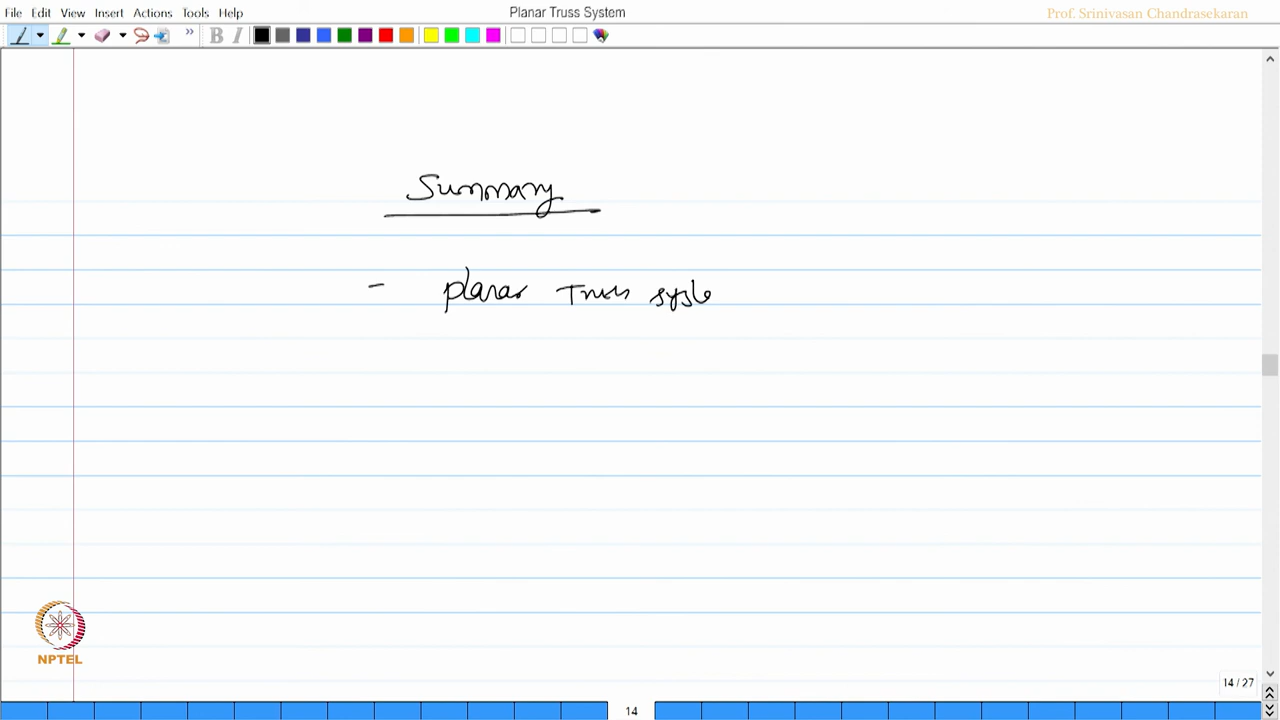 File Edit View Insert Actions Tools Help
Planar Truss System
Prof. Srinivasan Chandrasekaran
B I
Summary
- planar Truss syste
NPTEL
14 / 27
14